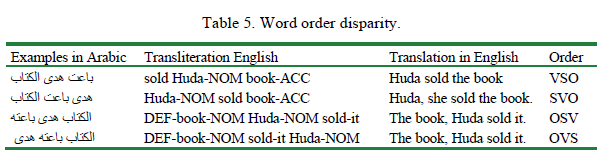 Table 5. Word order disparity.
Examples in Arabic Transliteration English Translation in English Order
باعت هدى الكتاب sold Huda-NOM book-ACC Huda sold the book VSO
هدى باعت الكتاب Huda-NOM sold book-ACC Huda, she sold the book. SVO
الكتاب هدى باعته DEF-book-NOM Huda-NOM sold-it The book, Huda sold it. OSV
الكتاب باعته هدى DEF-book-NOM sold-it Huda-NOM The book, Huda sold it. OVS